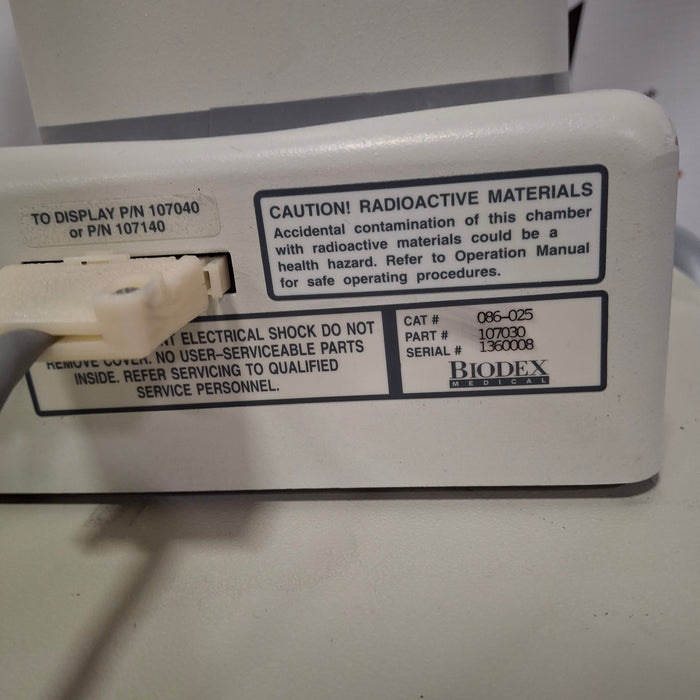 TO DISPLAY P/N 107040
or P/N 107140
CAUTION! RADIOACTIVE MATERIALS
Accidental contamination of this chamber
with radioactive materials could be a
health hazard. Refer to Operation Manual
for safe operating procedures.
ELECTRICAL SHOCK DO NOT
REMOVE COVER. NO USER-SERVICEABLE PARTS
INSIDE. REFER SERVICING TO QUALIFIED
SERVICE PERSONNEL.
CAT # 086-025
PART # 107030
SERIAL # 1360008
BIODEX
MEDICAL